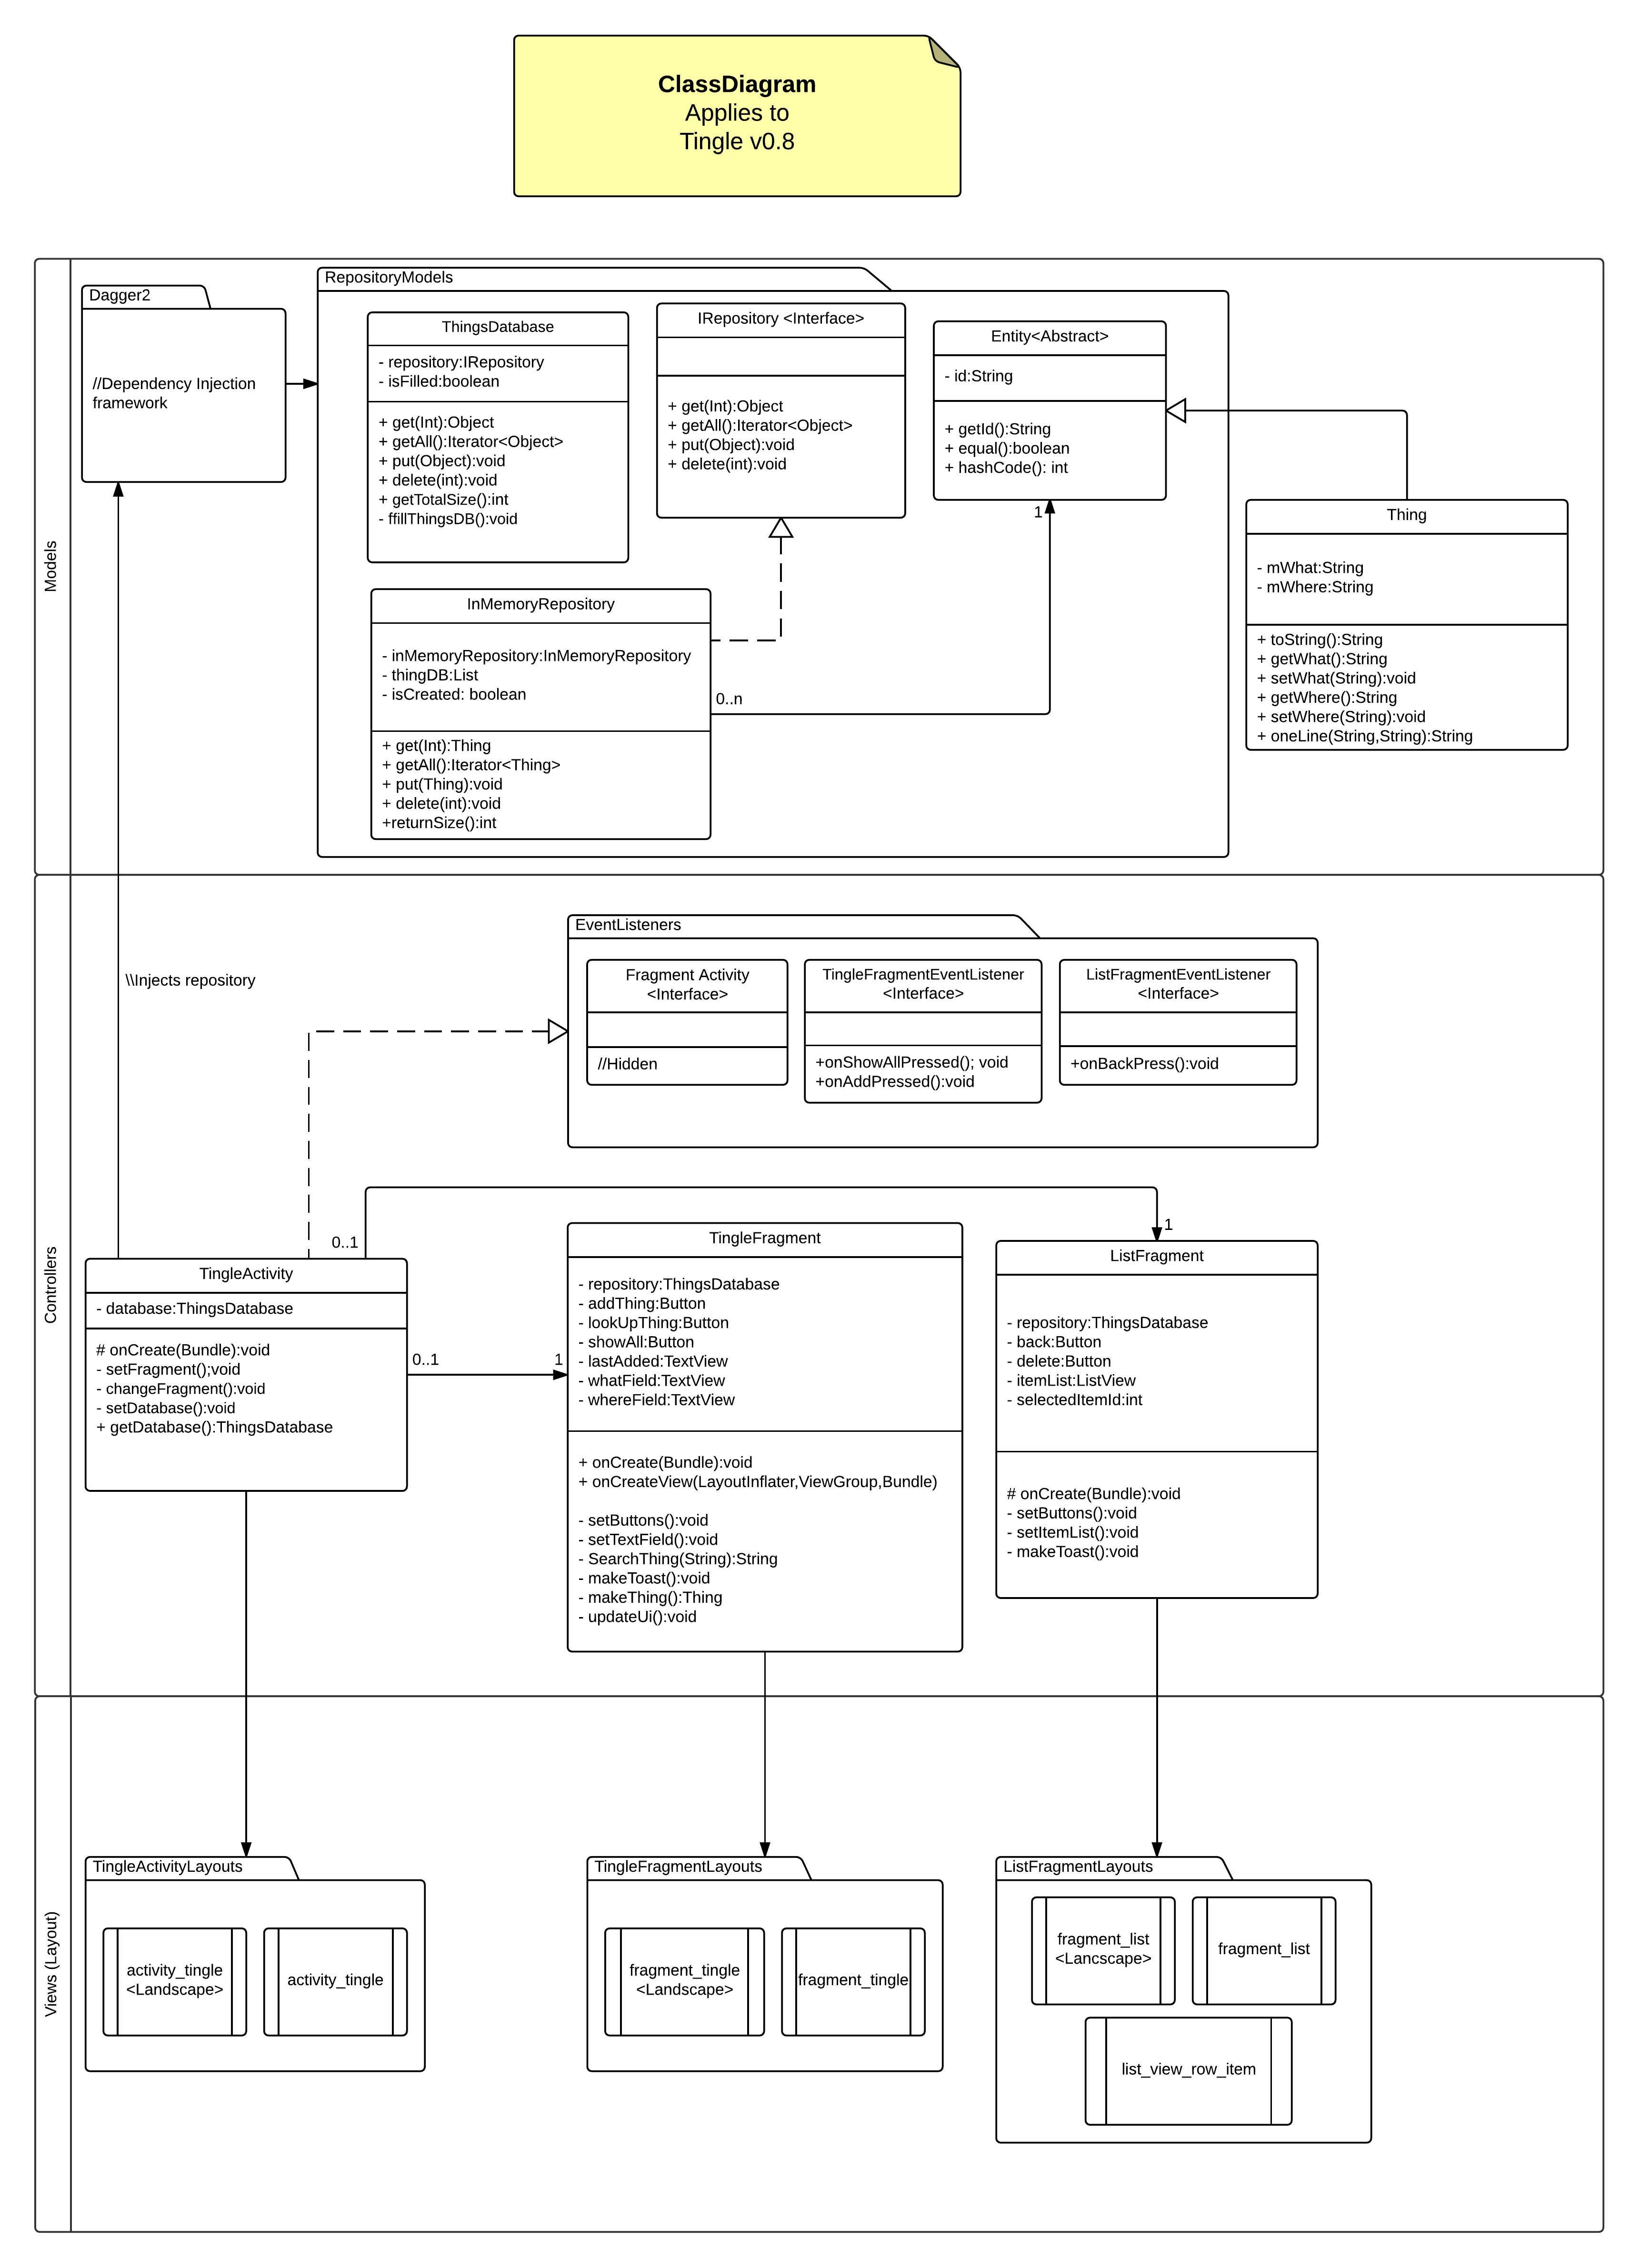 ClassDiagram
Applies to
Tingle v0.8
Models
Dagger2
//Dependency Injection
framework
RepositoryModels
ThingsDatabase
- repository:IRepository
- isFilled:boolean
+ get(Int):Object
+ getAll():Iterator<Object>
+ put(Object):void
+ delete(int):void
+ getTotalSize():int
- ffillThingsDB():void
IRepository <Interface>
+ get(Int):Object
+ getAll():Iterator<Object>
+ put(Object):void
+ delete(int):void
Entity<Abstract>
- id:String
+ getId():String
+ equal():boolean
+ hashCode(): int
1
Thing
- mWhat:String
- mWhere:String
+ toString():String
+ getWhat():String
+ setWhat(String):void
+ getWhere():String
+ setWhere(String):void
+ oneLine(String,String):String
InMemoryRepository
- inMemoryRepository:InMemoryRepository
- thingDB:List
- isCreated: boolean
+ get(Int):Thing
+ getAll():Iterator<Thing>
+ put(Thing):void
+ delete(int):void
+returnSize():int
0..n
Controllers
\\Injects repository
EventListeners
Fragment Activity
<Interface>
//Hidden
TingleFragmentEventListener
<Interface>
+onShowAllPressed(); void
+onAddPressed():void
ListFragmentEventListener
<Interface>
+onBackPress():void
0..1
1
TingleActivity
- database:ThingsDatabase
# onCreate(Bundle):void
- setFragment();void
- changeFragment():void
- setDatabase():void
+ getDatabase():ThingsDatabase
0..1
1
TingleFragment
- repository:ThingsDatabase
- addThing:Button
- lookUpThing:Button
- showAll:Button
- lastAdded:TextView
- whatField:TextView
- whereField:TextView
+ onCreate(Bundle):void
+ onCreateView(LayoutInflater,ViewGroup,Bundle)
- setButtons():void
- setTextField():void
- SearchThing(String):String
- makeToast():void
- makeThing():Thing
- updateUi():void
ListFragment
- repository:ThingsDatabase
- back:Button
- delete:Button
- itemList:ListView
- selectedItemId:int
# onCreate(Bundle):void
- setButtons():void
- setItemList():void
- makeToast():void
Views (Layout)
TingleActivityLayouts
activity_tingle
<Landscape>
activity_tingle
TingleFragmentLayouts
fragment_tingle
<Landscape>
fragment_tingle
ListFragmentLayouts
fragment_list
<Lancscape>
fragment_list
list_view_row_item